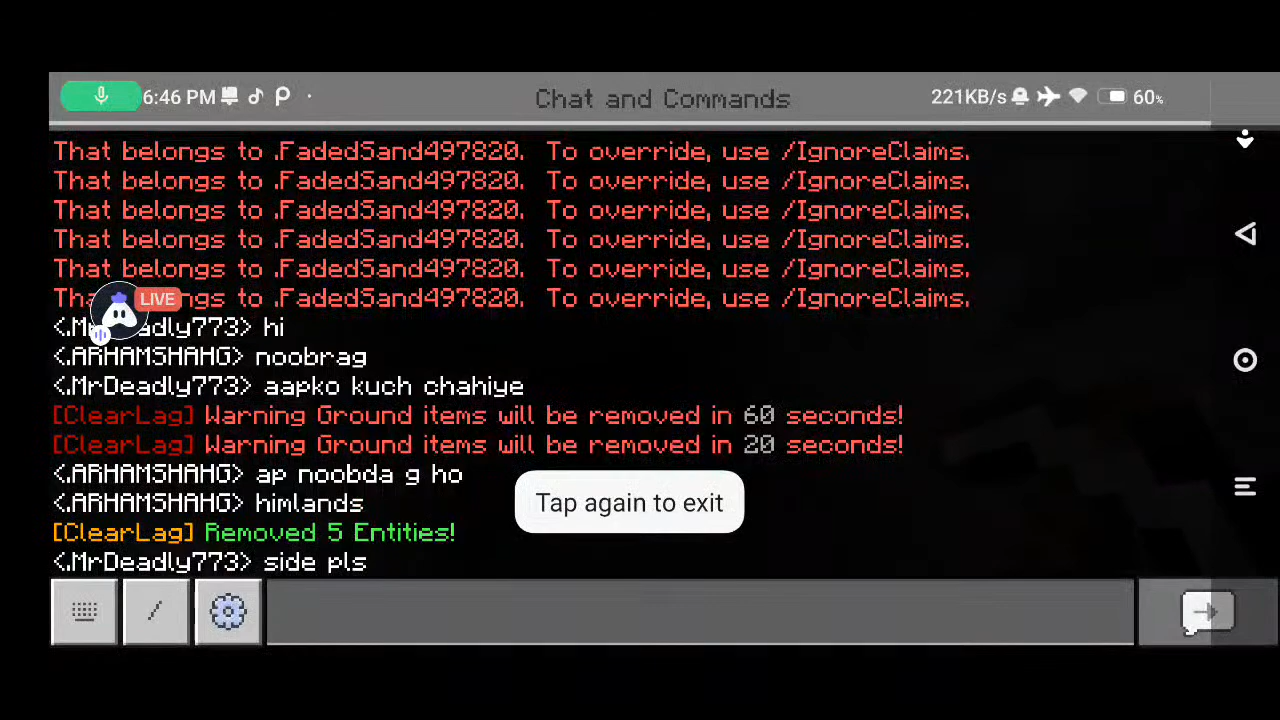 6:46 PM
Chat and Commands
221KB/s
60%
That belongs to .FadedSand497820. To override, use /IgnoreClaims.
That belongs to .FadedSand497820. To override, use /IgnoreClaims.
That belongs to .FadedSand497820. To override, use /IgnoreClaims.
That belongs to .FadedSand497820. To override, use /IgnoreClaims.
That belongs to .FadedSand497820. To override, use /IgnoreClaims.
LIVE
to .FadedSand497820. To override, use /IgnoreClaims.
hi
<.ARHAMSHAHG> noobrag
<.MrDeadly773> aapko kuch chahiye
[ClearLag] Warning Ground items will be removed in 60 seconds!
[ClearLag] Warning Ground items will be removed in 20 seconds!
<.ARHAMSHAHG> ap noobda g ho
<.ARHAMSHAHG> himlands
Tap again to exit
[ClearLag] Removed 5 Entities!
<.MrDeadly773> side pls
/